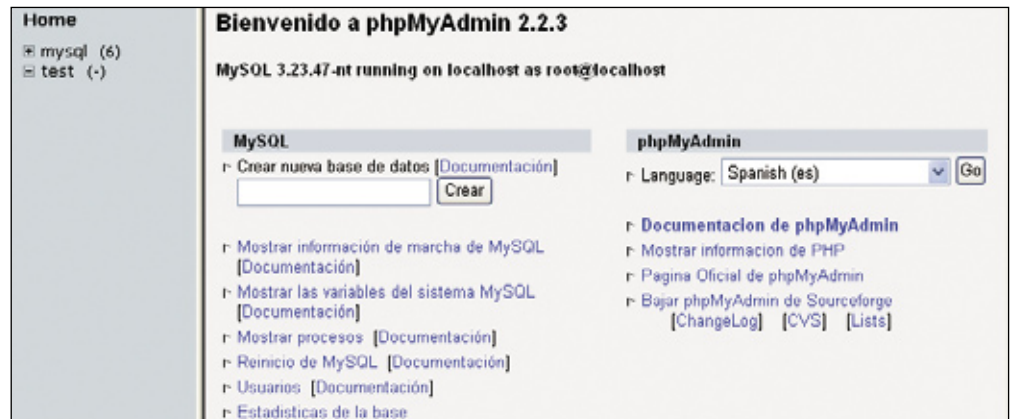 Home
mysql (6)
test (-)
Bienvenido a phpMyAdmin 2.2.3
MySQL 3.23.47-nt running on localhost as root@localhost
MySQL
Crear nueva base de datos [Documentación]
Crear
Mostrar información de marcha de MySQL
[Documentación]
Mostrar las variables del sistema MySQL
[Documentación]
Mostrar procesos [Documentación]
Reinicio de MySQL [Documentación]
Usuarios [Documentación]
Estadisticas de la base
phpMyAdmin
Language: Spanish (es) Go
Documentacion de phpMyAdmin
Mostrar informacion de PHP
Pagina Oficial de phpMyAdmin
Bajar phpMyAdmin de Sourceforge
[ChangeLog] [CVS] [Lists]